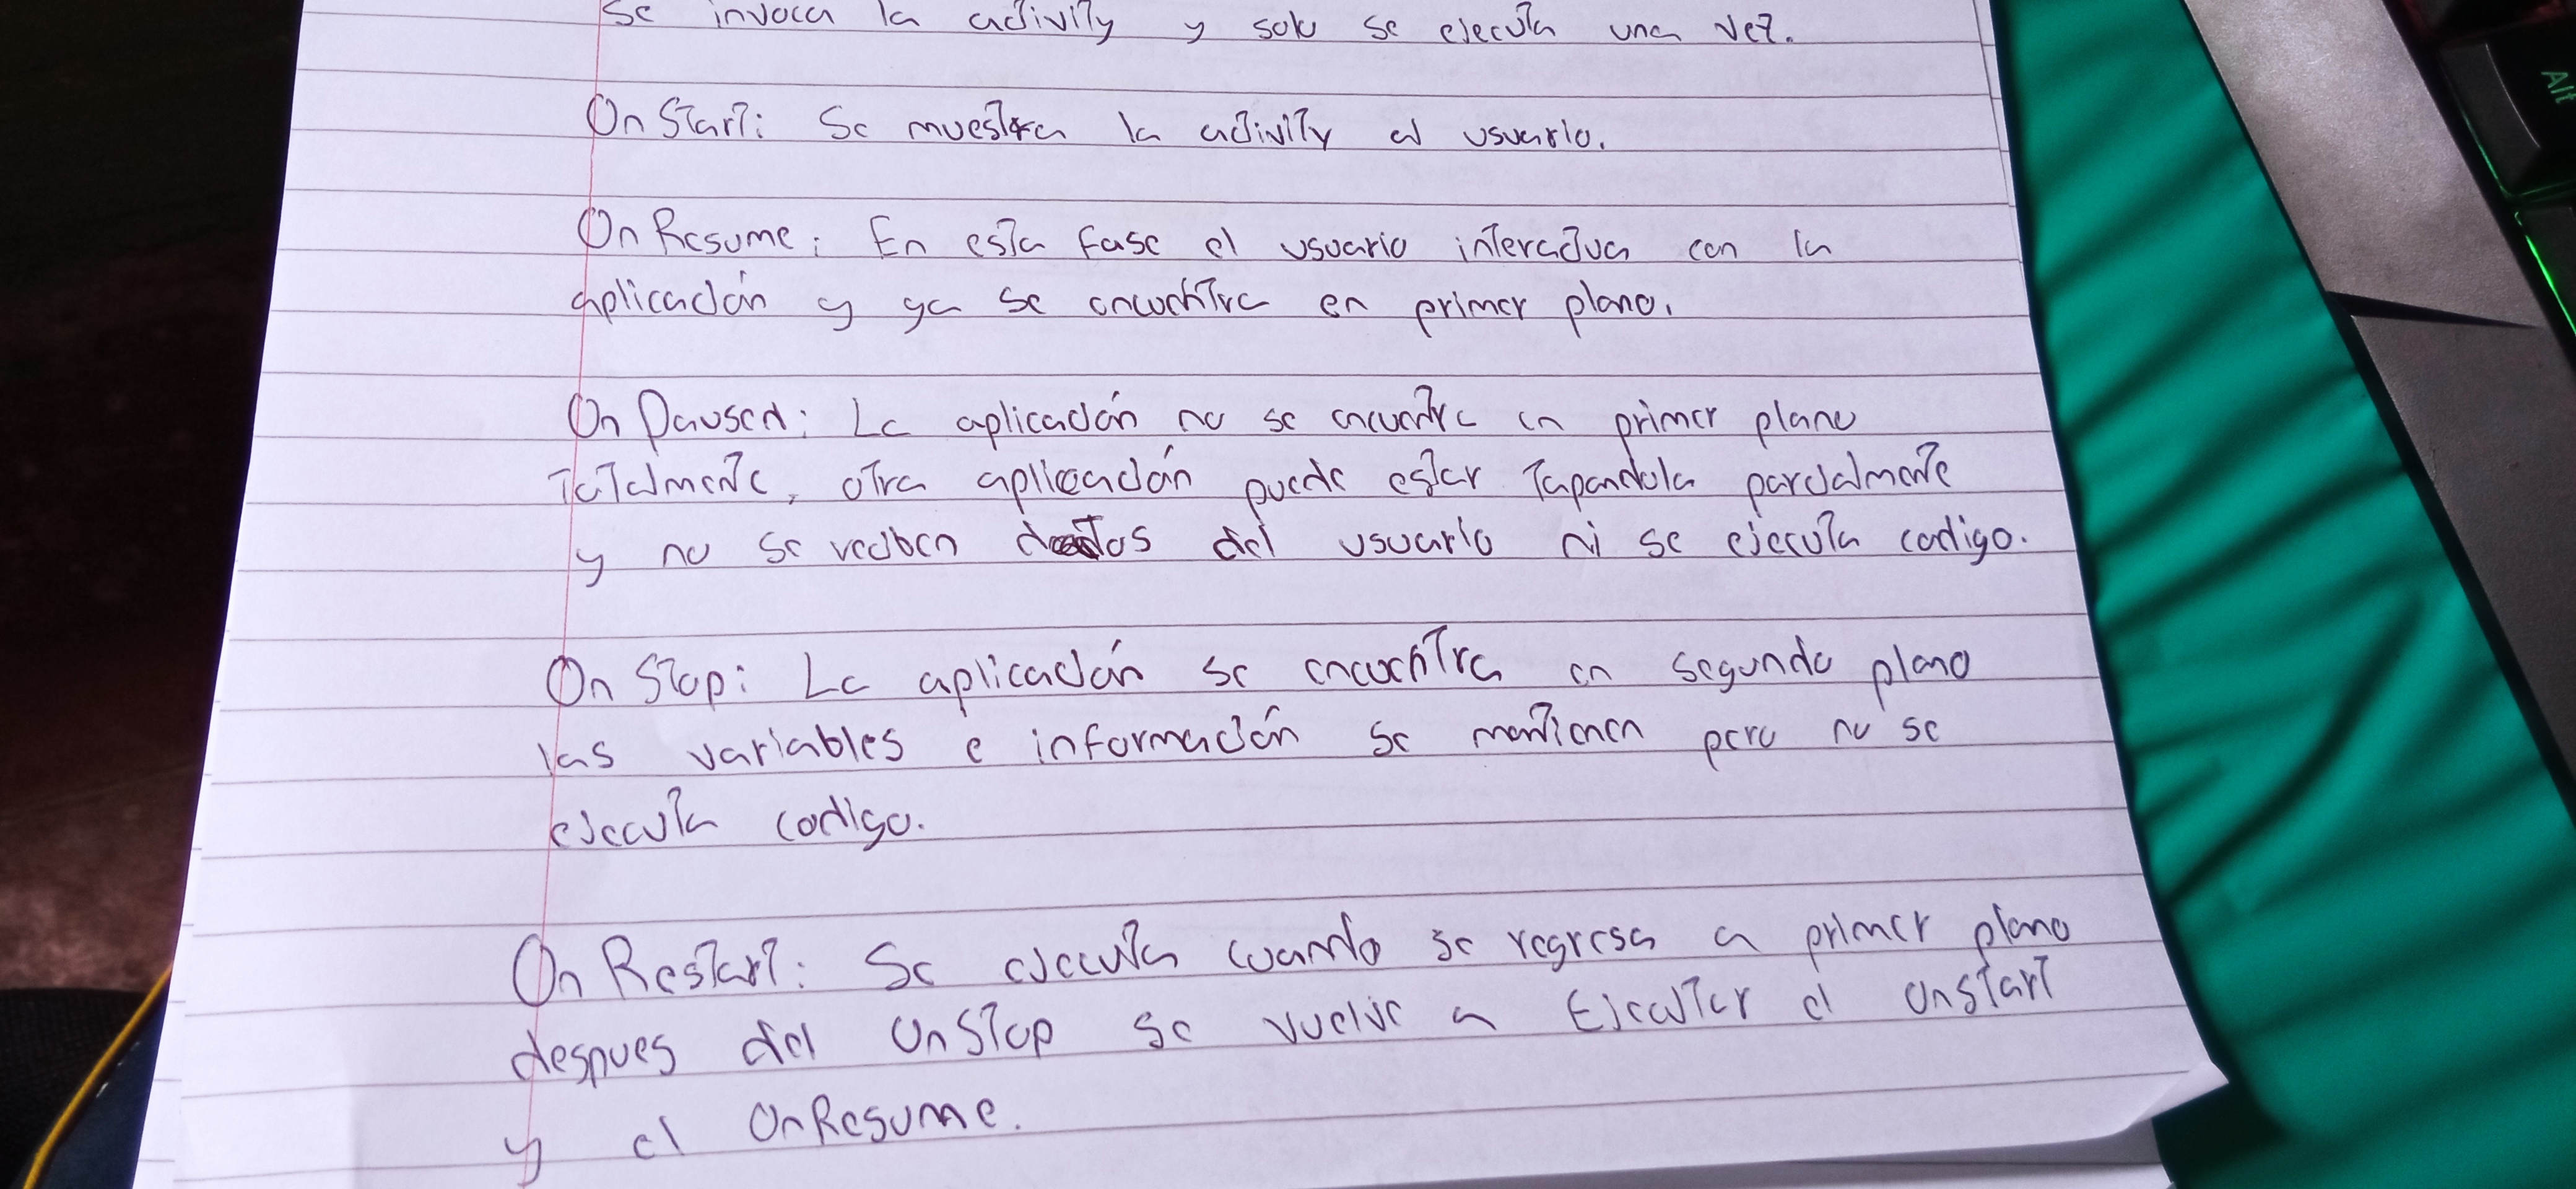 se invoca la activity y solo se ejecuta una vez.
OnStart: Se muestra la activity al usuario.
OnResume: En esta fase el usuario interactua con la
aplicación y ya se encuentra en primer plano.
OnPaused: La aplicación no se encuentra en primer plano
totalmente, otra aplicación puede estar tapandola parcialmente
y no se reciben datos del usuario ni se ejecuta codigo.
OnStop: La aplicación se encuentra en segundo plano
las variables e información se mantienen pero no se
ejecuta codigo.
OnRestart: Se ejecuta cuando se regresa a primer plano
despues del OnStop se vuelve a Ejecutar el OnStart
y el OnResume.
Alt